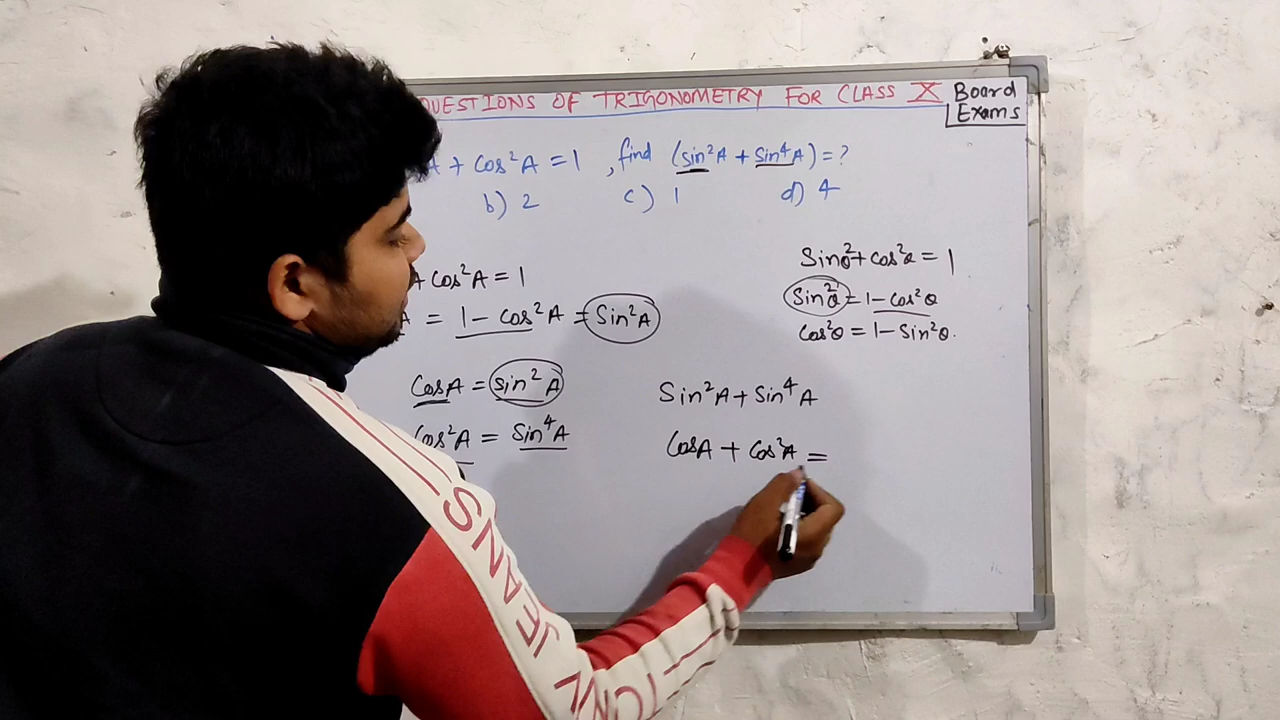 QUESTIONS OF TRIGONOMETRY FOR CLASS X Board Exams
A + cos²A = 1 , find (sin²A + sin⁴A) = ?
b) 2 c) 1 d) 4
A + cos²A = 1
A = 1 - cos²A = sin²A
cosA = sin²A
cos²A = sin⁴A
Sinθ² + cos²θ = 1
Sin²θ = 1 - cos²θ
cos²θ = 1 - sin²θ.
Sin²A + Sin⁴A
CosA + Cos²A =
JEANS